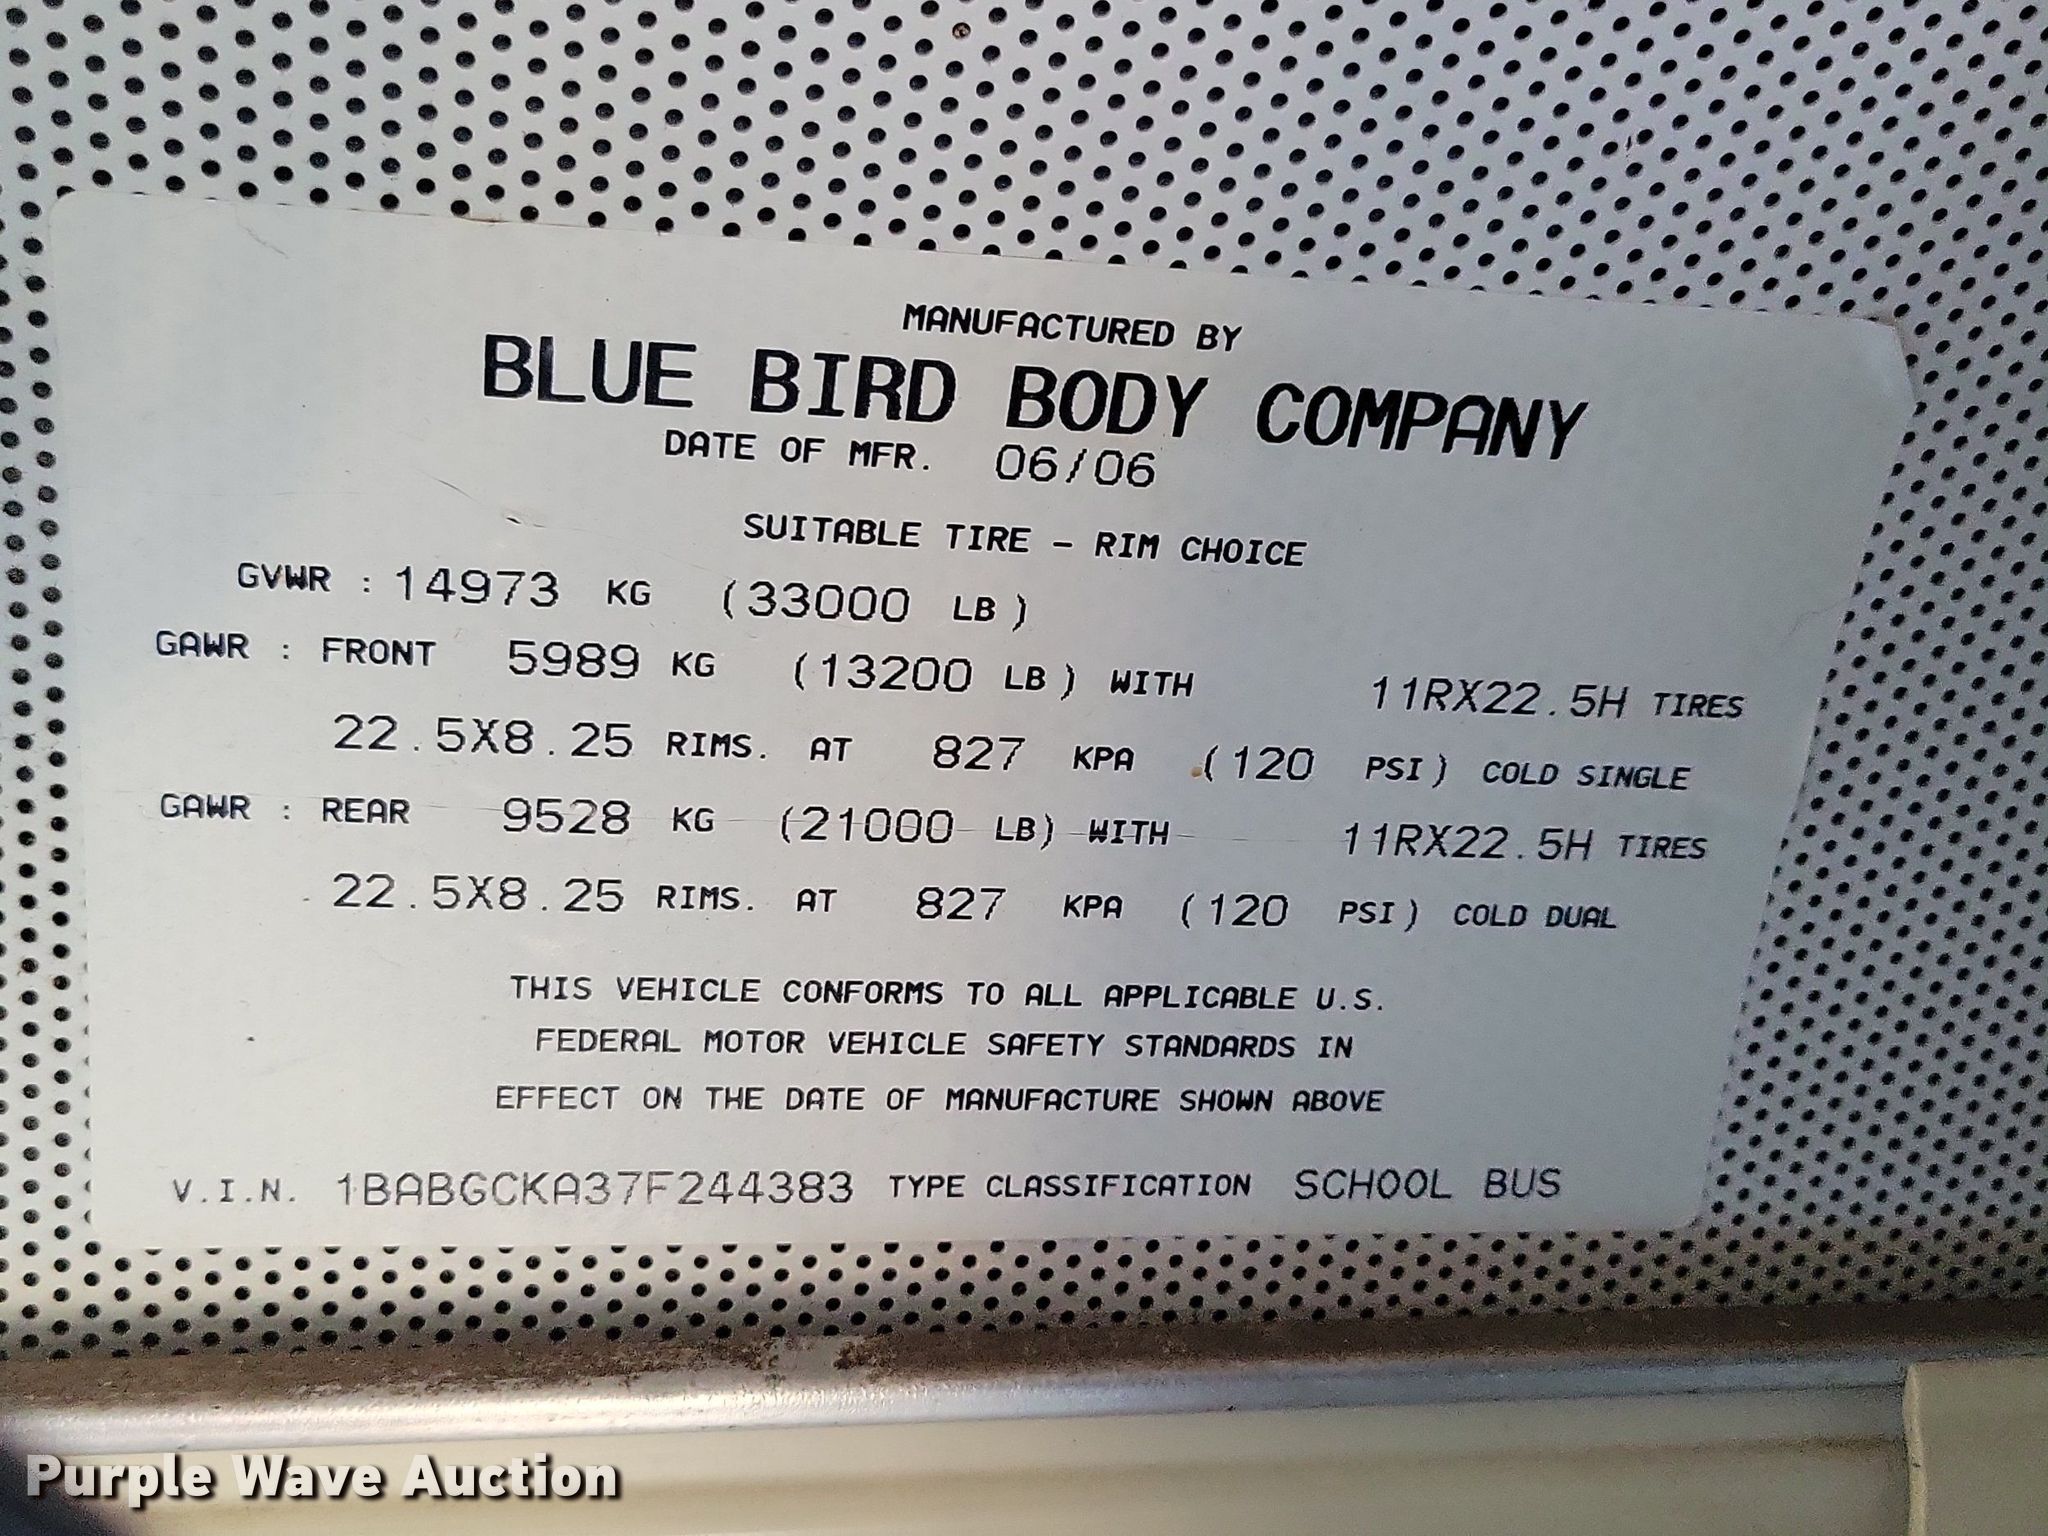 MANUFACTURED BY
BLUE BIRD BODY COMPANY
DATE OF MFR. 06/06
SUITABLE TIRE - RIM CHOICE
GVWR : 14973 KG (33000 LB)
GAWR : FRONT 5989 KG (13200 LB) WITH 11RX22.5H TIRES
22.5X8.25 RIMS. AT 827 KPA (120 PSI) COLD SINGLE
GAWR : REAR 9528 KG (21000 LB) WITH 11RX22.5H TIRES
22.5X8.25 RIMS. AT 827 KPA (120 PSI) COLD DUAL
THIS VEHICLE CONFORMS TO ALL APPLICABLE U.S.
FEDERAL MOTOR VEHICLE SAFETY STANDARDS IN
EFFECT ON THE DATE OF MANUFACTURE SHOWN ABOVE
V.I.N. 1BABGCKA37F244383 TYPE CLASSIFICATION SCHOOL BUS
Purple Wave Auction